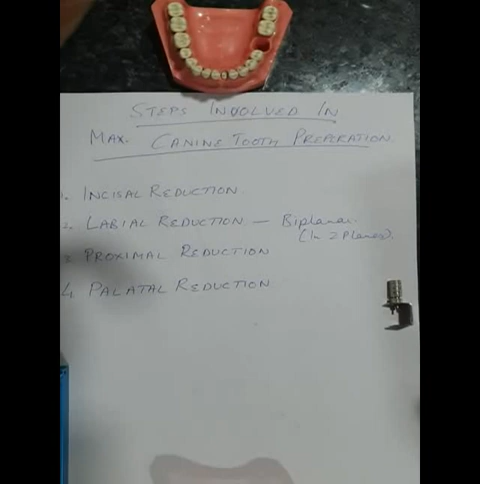 STEPS INVOLVED IN
MAX. CANINE TOOTH PREPERATION
1. INCISAL REDUCTION
2. LABIAL REDUCTION — Biplanar
(In 2 Planes).
3 PROXIMAL REDUCTION
4 PALATAL REDUCTION